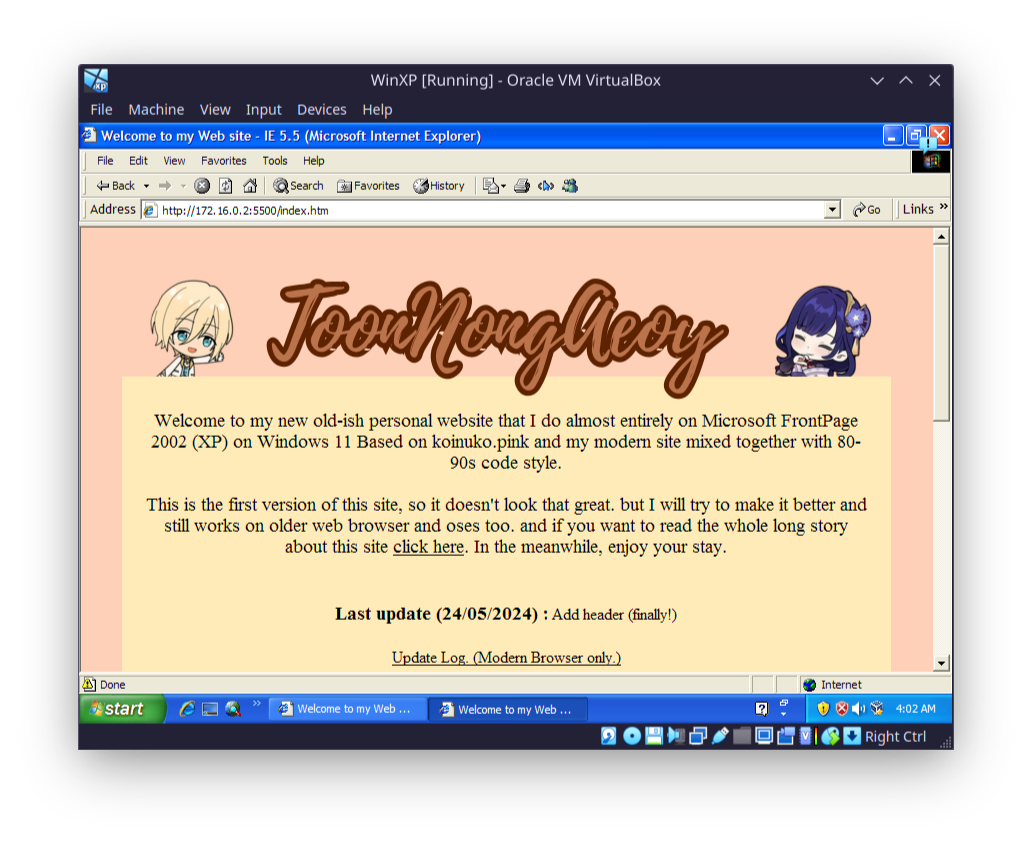 WinXP [Running] - Oracle VM VirtualBox
File Machine View Input Devices Help
Welcome to my Web site - IE 5.5 (Microsoft Internet Explorer)
File Edit View Favorites Tools Help
Back Search Favorites History
Address http://172.16.0.2:5500/index.htm Go Links »
ToonNongAeoy
Welcome to my new old-ish personal website that I do almost entirely on Microsoft FrontPage
2002 (XP) on Windows 11 Based on koinuko.pink and my modern site mixed together with 80-
90s code style.
This is the first version of this site, so it doesn't look that great. but I will try to make it better and
still works on older web browser and oses too. and if you want to read the whole long story
about this site click here. In the meanwhile, enjoy your stay.
Last update (24/05/2024) : Add header (finally!)
Update Log. (Modern Browser only.)
Done Internet
start » Welcome to my Web ... Welcome to my Web ... 4:02 AM
Right Ctrl